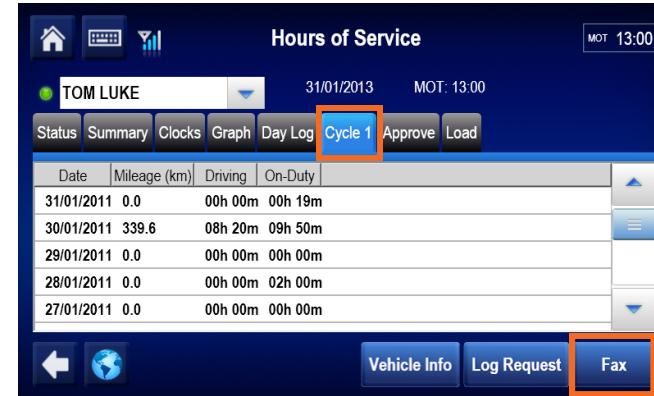 Hours of Service MOT 13:00
TOM LUKE 31/01/2013 MOT: 13:00
Status Summary Clocks Graph Day Log Cycle 1 Approve Load
Date Mileage (km) Driving On-Duty
31/01/2011 0.0 00h 00m 00h 19m
30/01/2011 339.6 08h 20m 09h 50m
29/01/2011 0.0 00h 00m 00h 00m
28/01/2011 0.0 00h 00m 02h 00m
27/01/2011 0.0 00h 00m 00h 00m
Vehicle Info Log Request Fax